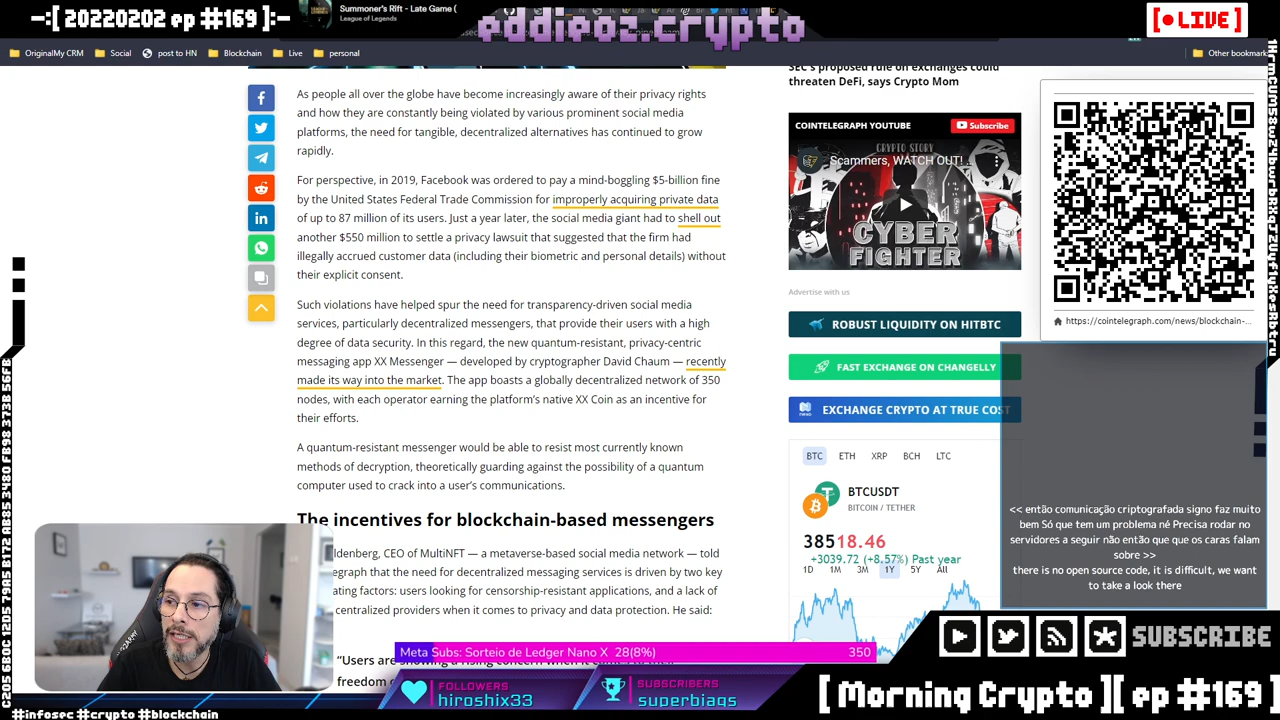 —:[ 20220202 ep #169 ]:—
Summoner's Rift - Late Game (
League of Legends
eddieoz.crypto
[● LIVE ]
OriginalMy CRM
Social
post to HN
Blockchain
Live
personal
Other bookmar
As people all over the globe have become increasingly aware of their privacy rights
and how they are constantly being violated by various prominent social media
platforms, the need for tangible, decentralized alternatives has continued to grow
rapidly.
For perspective, in 2019, Facebook was ordered to pay a mind-boggling $5-billion fine
by the United States Federal Trade Commission for improperly acquiring private data
of up to 87 million of its users. Just a year later, the social media giant had to shell out
another $550 million to settle a privacy lawsuit that suggested that the firm had
illegally accrued customer data (including their biometric and personal details) without
their explicit consent.
Such violations have helped spur the need for transparency-driven social media
services, particularly decentralized messengers, that provide their users with a high
degree of data security. In this regard, the new quantum-resistant, privacy-centric
messaging app XX Messenger — developed by cryptographer David Chaum — recently
made its way into the market. The app boasts a globally decentralized network of 350
nodes, with each operator earning the platform's native XX Coin as an incentive for
their efforts.
A quantum-resistant messenger would be able to resist most currently known
methods of decryption, theoretically guarding against the possibility of a quantum
computer used to crack into a user's communications.
The incentives for blockchain-based messengers
ldenberg, CEO of MultiNFT — a metaverse-based social media network — told
egraph that the need for decentralized messaging services is driven by two key
ating factors: users looking for censorship-resistant applications, and a lack of
centralized providers when it comes to privacy and data protection. He said:
"Users are
freedom
SEC's proposed rule on exchanges could
threaten DeFi, says Crypto Mom
COINTELEGRAPH YOUTUBE
Subscribe
CRYPTO STORY
Scammers, WATCH OUT! ...
CYBER
FIGHTER
Advertise with us
ROBUST LIQUIDITY ON HITBTC
FAST EXCHANGE ON CHANGELLY
EXCHANGE CRYPTO AT TRUE COST
BTC ETH XRP BCH LTC
BTCUSDT
BITCOIN / TETHER
38518.46
+3039.72 (+8.57%) Past year
1D 1M 3M 1Y 5Y All
https://cointelegraph.com/news/blockchain-...
<< então comunicação criptografada signo faz muito
bem Só que tem um problema né Precisa rodar no
servidores a seguir não então que que os caras falam
sobre >>
there is no open source code, it is difficult, we want
to take a look there
Meta Subs: Sorteio de Ledger Nano X 28(8%) 350
FOLLOWERS
hiroshix33
SUBSCRIBERS
superbiaqs
SUBSCRIBE
[ Morning Crypto ][ ep #169 ]
#infosec #crypto #blockchain